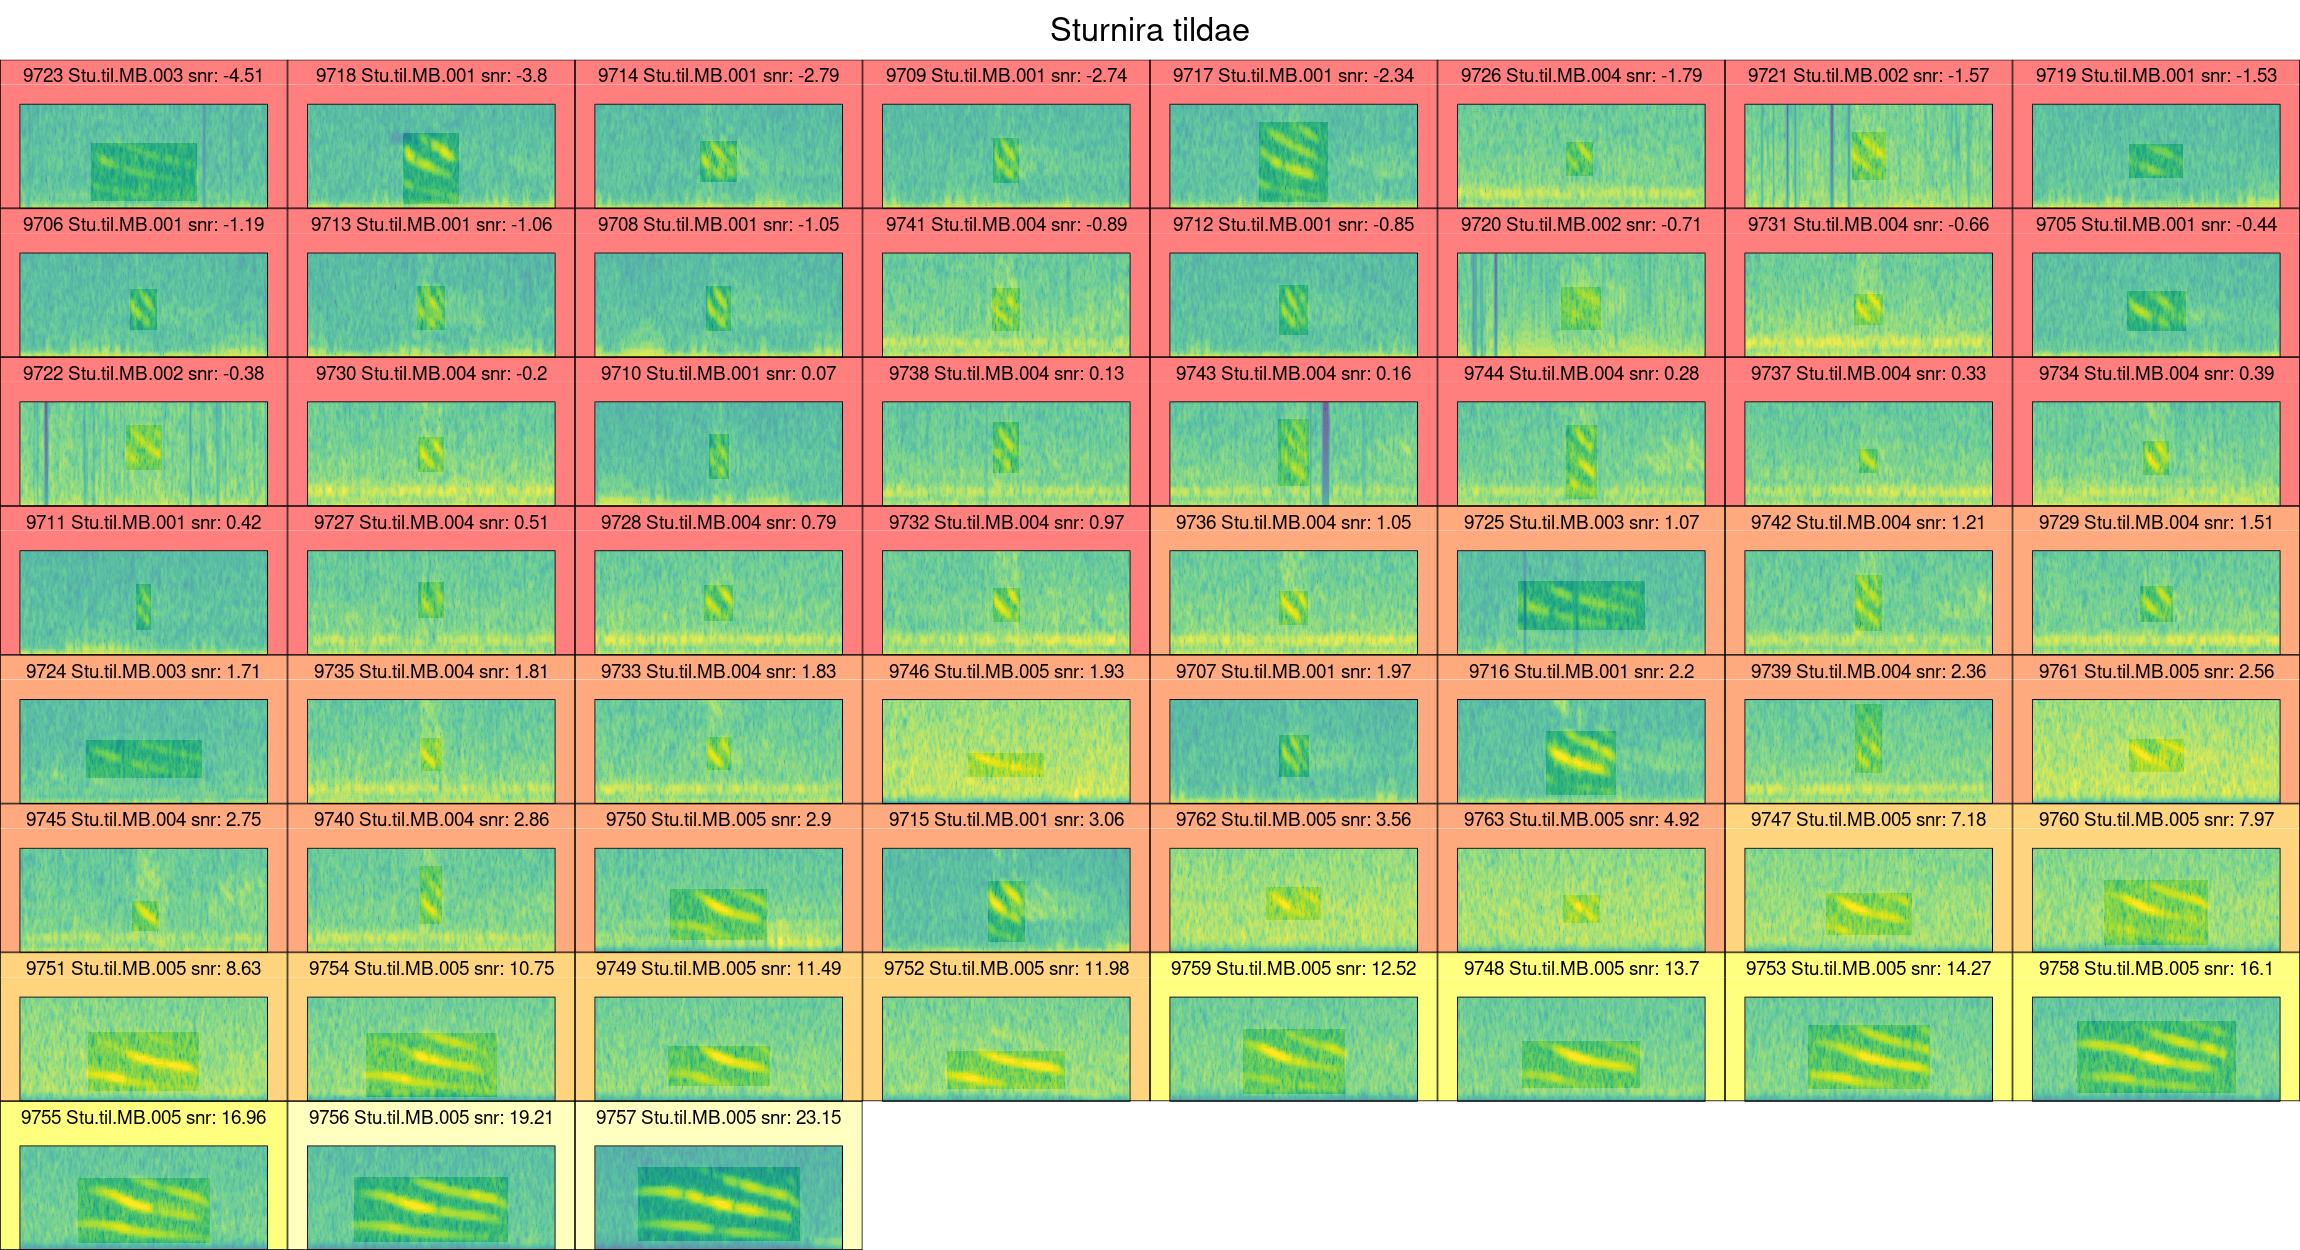 Sturnira tildae
9723 Stu.til.MB.003 snr: -4.51
9718 Stu.til.MB.001 snr: -3.8
9714 Stu.til.MB.001 snr: -2.79
9709 Stu.til.MB.001 snr: -2.74
9717 Stu.til.MB.001 snr: -2.34
9726 Stu.til.MB.004 snr: -1.79
9721 Stu.til.MB.002 snr: -1.57
9719 Stu.til.MB.001 snr: -1.53
9706 Stu.til.MB.001 snr: -1.19
9713 Stu.til.MB.001 snr: -1.06
9708 Stu.til.MB.001 snr: -1.05
9741 Stu.til.MB.004 snr: -0.89
9712 Stu.til.MB.001 snr: -0.85
9720 Stu.til.MB.002 snr: -0.71
9731 Stu.til.MB.004 snr: -0.66
9705 Stu.til.MB.001 snr: -0.44
9722 Stu.til.MB.002 snr: -0.38
9730 Stu.til.MB.004 snr: -0.2
9710 Stu.til.MB.001 snr: 0.07
9738 Stu.til.MB.004 snr: 0.13
9743 Stu.til.MB.004 snr: 0.16
9744 Stu.til.MB.004 snr: 0.28
9737 Stu.til.MB.004 snr: 0.33
9734 Stu.til.MB.004 snr: 0.39
9711 Stu.til.MB.001 snr: 0.42
9727 Stu.til.MB.004 snr: 0.51
9728 Stu.til.MB.004 snr: 0.79
9732 Stu.til.MB.004 snr: 0.97
9736 Stu.til.MB.004 snr: 1.05
9725 Stu.til.MB.003 snr: 1.07
9742 Stu.til.MB.004 snr: 1.21
9729 Stu.til.MB.004 snr: 1.51
9724 Stu.til.MB.003 snr: 1.71
9735 Stu.til.MB.004 snr: 1.81
9733 Stu.til.MB.004 snr: 1.83
9746 Stu.til.MB.005 snr: 1.93
9707 Stu.til.MB.001 snr: 1.97
9716 Stu.til.MB.001 snr: 2.2
9739 Stu.til.MB.004 snr: 2.36
9761 Stu.til.MB.005 snr: 2.56
9745 Stu.til.MB.004 snr: 2.75
9740 Stu.til.MB.004 snr: 2.86
9750 Stu.til.MB.005 snr: 2.9
9715 Stu.til.MB.001 snr: 3.06
9762 Stu.til.MB.005 snr: 3.56
9763 Stu.til.MB.005 snr: 4.92
9747 Stu.til.MB.005 snr: 7.18
9760 Stu.til.MB.005 snr: 7.97
9751 Stu.til.MB.005 snr: 8.63
9754 Stu.til.MB.005 snr: 10.75
9749 Stu.til.MB.005 snr: 11.49
9752 Stu.til.MB.005 snr: 11.98
9759 Stu.til.MB.005 snr: 12.52
9748 Stu.til.MB.005 snr: 13.7
9753 Stu.til.MB.005 snr: 14.27
9758 Stu.til.MB.005 snr: 16.1
9755 Stu.til.MB.005 snr: 16.96
9756 Stu.til.MB.005 snr: 19.21
9757 Stu.til.MB.005 snr: 23.15